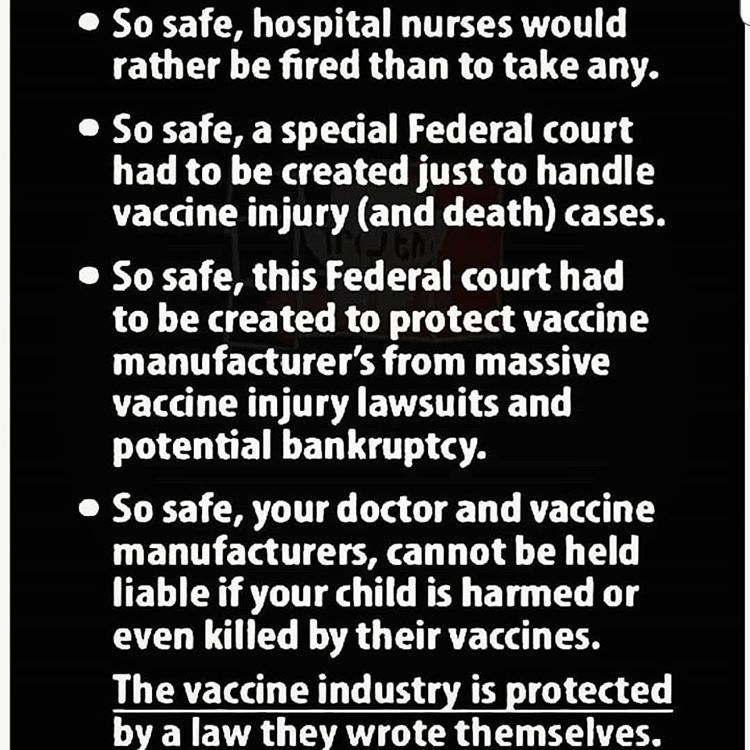 • So safe, hospital nurses would
rather be fired than to take any.
• So safe, a special Federal court
had to be created just to handle
vaccine injury (and death) cases.
• So safe, this Federal court had
to be created to protect vaccine
manufacturer's from massive
vaccine injury lawsuits and
potential bankruptcy.
• So safe, your doctor and vaccine
manufacturers, cannot be held
liable if your child is harmed or
even killed by their vaccines.
The vaccine industry is protected
by a law they wrote themselves.